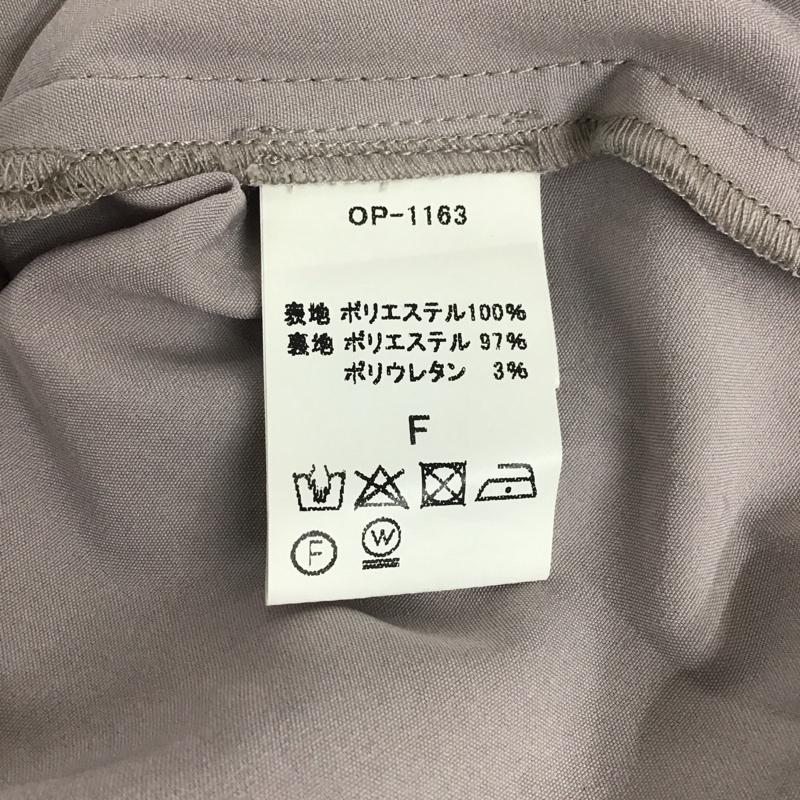 OP-1163
表地 ポリエステル100%
裏地 ポリエステル 97%
ポリウレタン 3%
F
F W